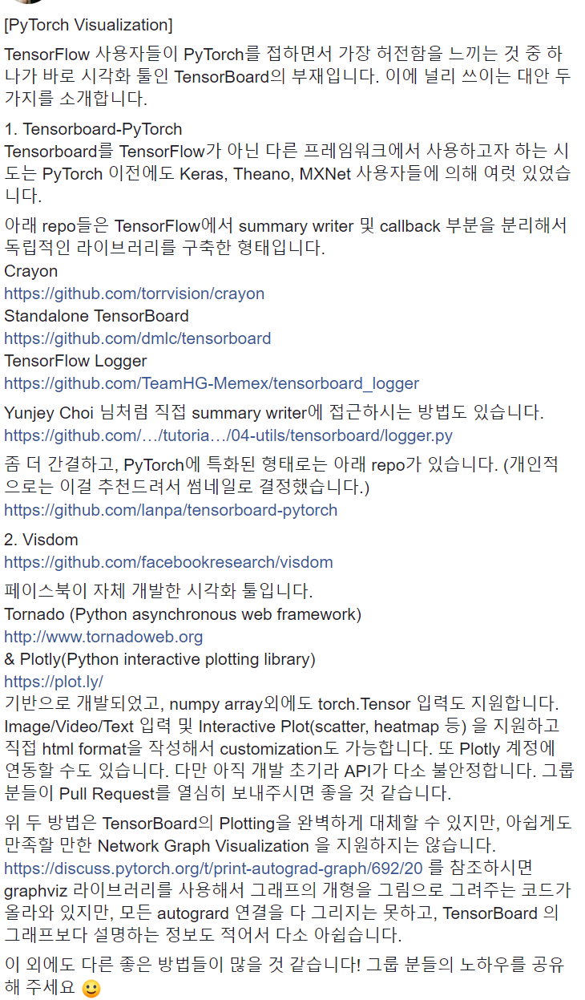 [PyTorch Visualization]
TensorFlow 사용자들이 PyTorch를 접하면서 가장 허전함을 느끼는 것 중 하
나가 바로 시각화 툴인 TensorBoard의 부재입니다. 이에 널리 쓰이는 대안 두
가지를 소개합니다.
1. Tensorboard-PyTorch
Tensorboard를 TensorFlow가 아닌 다른 프레임워크에서 사용하고자 하는 시
도는 PyTorch 이전에도 Keras, Theano, MXNet 사용자들에 의해 여럿 있었습
니다.
아래 repo들은 TensorFlow에서 summary writer 및 callback 부분을 분리해서
독립적인 라이브러리를 구축한 형태입니다.
Crayon
https://github.com/torrvision/crayon
Standalone TensorBoard
https://github.com/dmlc/tensorboard
TensorFlow Logger
https://github.com/TeamHG-Memex/tensorboard_logger
Yunjey Choi 님처럼 직접 summary writer에 접근하시는 방법도 있습니다.
https://github.com/…/tutoria…/04-utils/tensorboard/logger.py
좀 더 간결하고, PyTorch에 특화된 형태로는 아래 repo가 있습니다. (개인적
으로는 이걸 추천드려서 썸네일로 결정했습니다.)
https://github.com/lanpa/tensorboard-pytorch
2. Visdom
https://github.com/facebookresearch/visdom
페이스북이 자체 개발한 시각화 툴입니다.
Tornado (Python asynchronous web framework)
http://www.tornadoweb.org
& Plotly(Python interactive plotting library)
https://plot.ly/
기반으로 개발되었고, numpy array외에도 torch.Tensor 입력도 지원합니다.
Image/Video/Text 입력 및 Interactive Plot(scatter, heatmap 등) 을 지원하고
직접 html format을 작성해서 customization도 가능합니다. 또 Plotly 계정에
연동할 수도 있습니다. 다만 아직 개발 초기라 API가 다소 불안정합니다. 그룹
분들이 Pull Request를 열심히 보내주시면 좋을 것 같습니다.
위 두 방법은 TensorBoard의 Plotting을 완벽하게 대체할 수 있지만, 아쉽게도
만족할 만한 Network Graph Visualization 을 지원하지는 않습니다.
https://discuss.pytorch.org/t/print-autograd-graph/692/20 를 참조하시면
graphviz 라이브러리를 사용해서 그래프의 개형을 그림으로 그려주는 코드가
올라와 있지만, 모든 autogrard 연결을 다 그리지는 못하고, TensorBoard 의
그래프보다 설명하는 정보도 적어서 다소 아쉽습니다.
이 외에도 다른 좋은 방법들이 많을 것 같습니다! 그룹 분들의 노하우를 공유
해 주세요 🙂